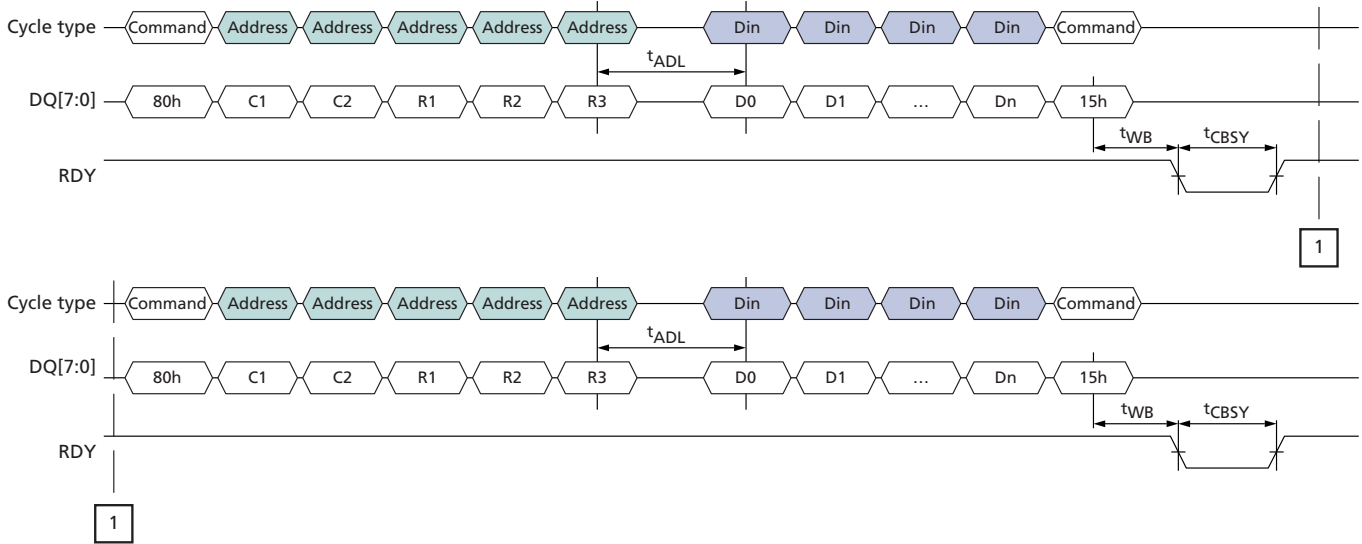 Cycle type Command Address Address Address Address Address Din Din Din Din Command
tADL
DQ[7:0] 80h C1 C2 R1 R2 R3 D0 D1 … Dn 15h
tWB tCBSY
RDY
1
Cycle type Command Address Address Address Address Address Din Din Din Din Command
tADL
DQ[7:0] 80h C1 C2 R1 R2 R3 D0 D1 … Dn 15h
tWB tCBSY
RDY
1